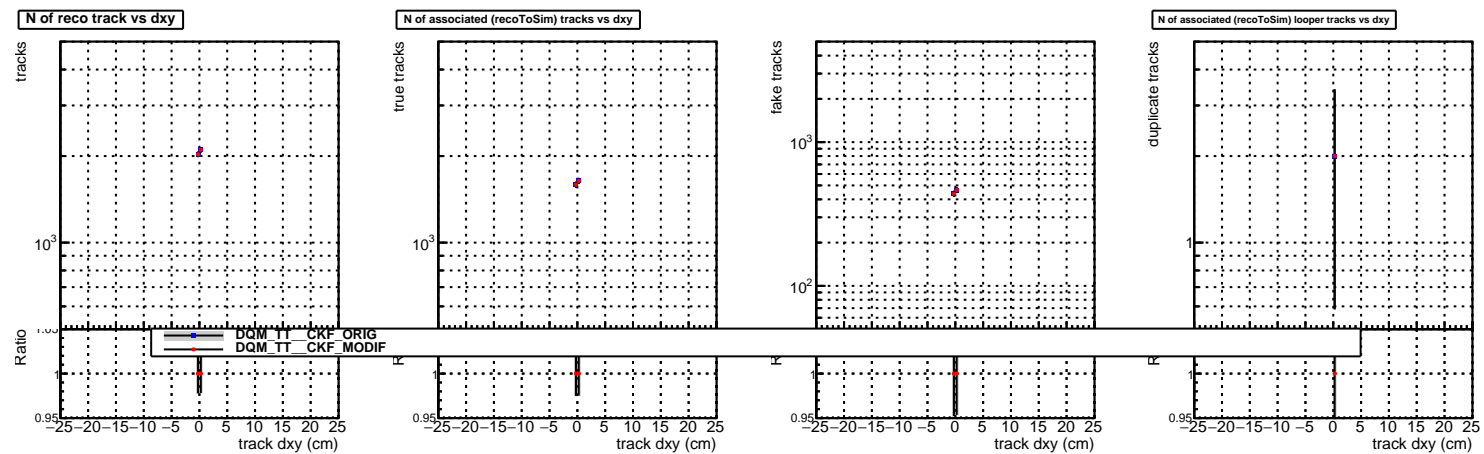 N of reco track vs dxy
tracks
10³
Ratio
1
0.95
−25 −20 −15 −10 −5 0 5 10 15 20 25
track dxy (cm)
N of associated (recoToSim) tracks vs dxy
true tracks
10³
1
0.95
−25 −20 −15 −10 −5 0 5 10 15 20 25
track dxy (cm)
fake tracks
10³
10²
1
0.95
−25 −20 −15 −10 −5 0 5 10 15 20 25
track dxy (cm)
N of associated (recoToSim) looper tracks vs dxy
duplicate tracks
1
1
0.95
−25 −20 −15 −10 −5 0 5 10 15 20 25
track dxy (cm)
DQM_TT__CKF_ORIG
DQM_TT__CKF_MODIF